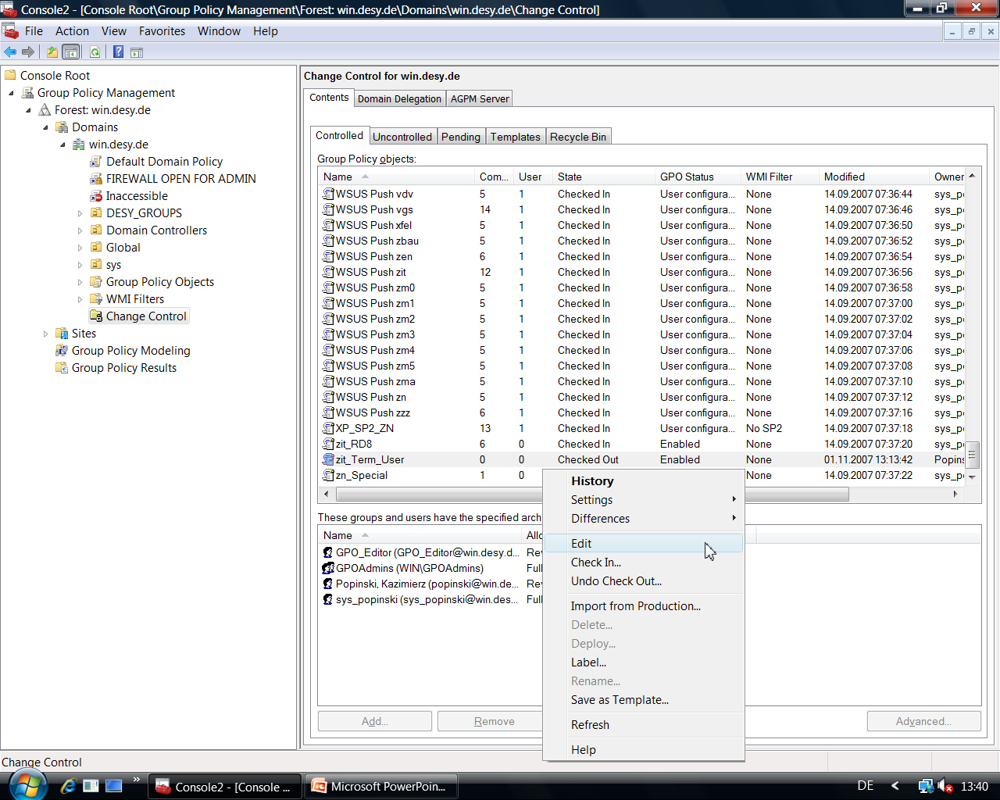 Console2 - [Console Root\Group Policy Management\Forest: win.desy.de\Domains\win.desy.de\Change Control]
File Action View Favorites Window Help
Console Root
Group Policy Management
Forest: win.desy.de
Domains
win.desy.de
Default Domain Policy
FIREWALL OPEN FOR ADMIN
Inaccessible
DESY_GROUPS
Domain Controllers
Global
sys
Group Policy Objects
WMI Filters
Change Control
Sites
Group Policy Modeling
Group Policy Results
Change Control for win.desy.de
Contents Domain Delegation AGPM Server
Controlled Uncontrolled Pending Templates Recycle Bin
Group Policy objects:
Name Com... User State GPO Status WMI Filter Modified Owner
WSUS Push vdv 5 1 Checked In User configura... None 14.09.2007 07:36:44 sys_p
WSUS Push vgs 14 1 Checked In User configura... None 14.09.2007 07:36:46 sys_p
WSUS Push xfel 5 1 Checked In User configura... None 14.09.2007 07:36:50 sys_p
WSUS Push zbau 5 1 Checked In User configura... None 14.09.2007 07:36:52 sys_p
WSUS Push zen 6 1 Checked In User configura... None 14.09.2007 07:36:54 sys_p
WSUS Push zit 12 1 Checked In User configura... None 14.09.2007 07:36:56 sys_p
WSUS Push zm0 5 1 Checked In User configura... None 14.09.2007 07:36:58 sys_p
WSUS Push zm1 5 1 Checked In User configura... None 14.09.2007 07:37:00 sys_p
WSUS Push zm2 5 1 Checked In User configura... None 14.09.2007 07:37:02 sys_p
WSUS Push zm3 5 1 Checked In User configura... None 14.09.2007 07:37:04 sys_p
WSUS Push zm4 5 1 Checked In User configura... None 14.09.2007 07:37:06 sys_p
WSUS Push zm5 5 1 Checked In User configura... None 14.09.2007 07:37:08 sys_p
WSUS Push zma 5 1 Checked In User configura... None 14.09.2007 07:37:10 sys_p
WSUS Push zn 5 1 Checked In User configura... None 14.09.2007 07:37:12 sys_p
WSUS Push zzz 6 1 Checked In User configura... None 14.09.2007 07:37:16 sys_p
XP_SP2_ZN 13 1 Checked In User configura... No SP2 14.09.2007 07:37:18 sys_p
zit_RD8 6 0 Checked In Enabled None 14.09.2007 07:37:20 sys_p
zit_Term_User 0 0 Checked Out Enabled None 01.11.2007 13:13:42 Popins
zn_Special 1 0 None 14.09.2007 07:37:22 sys_p
These groups and users have the specified arch
Name Allo
GPO_Editor (GPO_Editor@win.desy.d... Rev
GPOAdmins (WIN\GPOAdmins) Full
Popinski, Kazimierz (popinski@win.de... Rev
sys_popinski (sys_popinski@win.des... Full
Add... Remove Advanced...
History
Settings
Differences
Edit
Check In...
Undo Check Out...
Import from Production...
Delete...
Deploy...
Label...
Rename...
Save as Template...
Refresh
Help
Change Control
Console2 - [Console ... Microsoft PowerPoin... DE 13:40